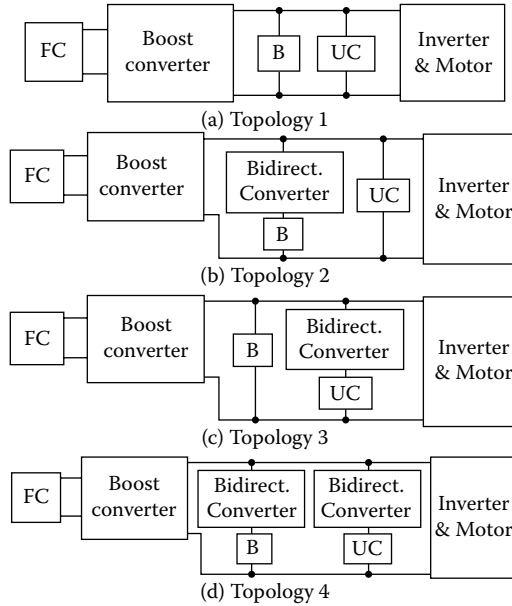 FC
Boost
converter
B
UC
Inverter
& Motor
(a) Topology 1
FC
Boost
converter
Bidirect.
Converter
B
UC
Inverter
& Motor
(b) Topology 2
FC
Boost
converter
B
Bidirect.
Converter
UC
Inverter
& Motor
(c) Topology 3
FC
Boost
converter
Bidirect.
Converter
B
Bidirect.
Converter
UC
Inverter
& Motor
(d) Topology 4